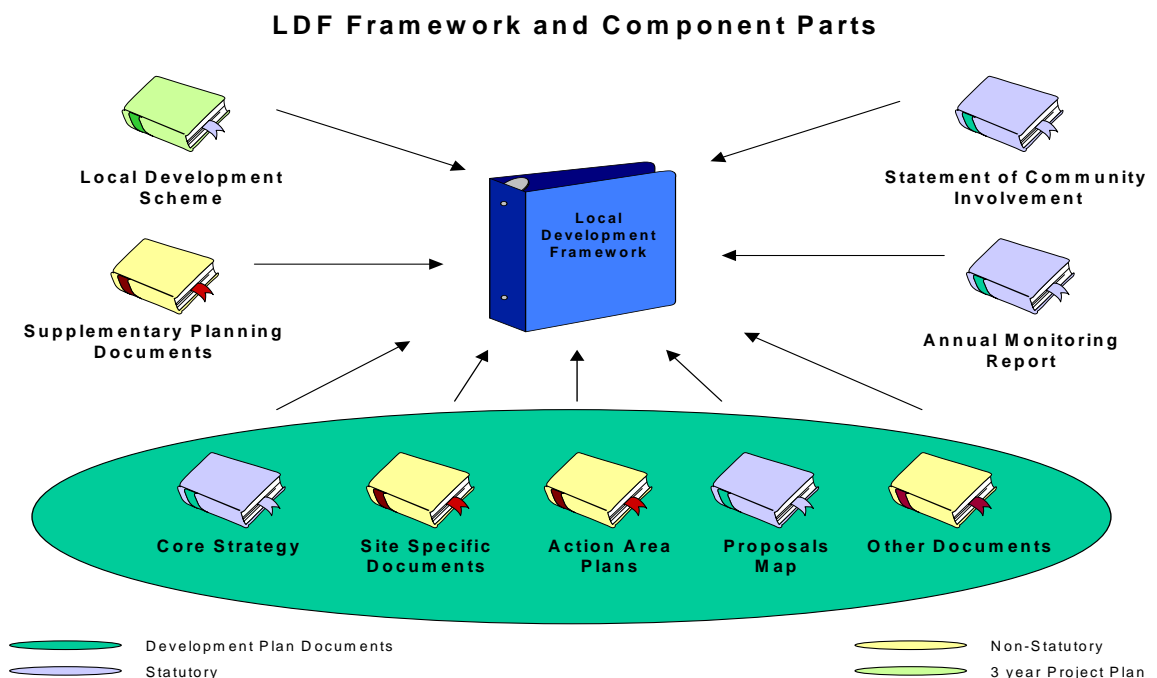 LDF Framework and Component Parts
Local Development
Scheme
Statement of Community
Involvement
Local
Development
Framework
Supplementary Planning
Documents
Annual Monitoring
Report
Core Strategy
Site Specific
Documents
Action Area
Plans
Proposals
Map
Other Documents
Development Plan Documents
Statutory
Non-Statutory
3 year Project Plan